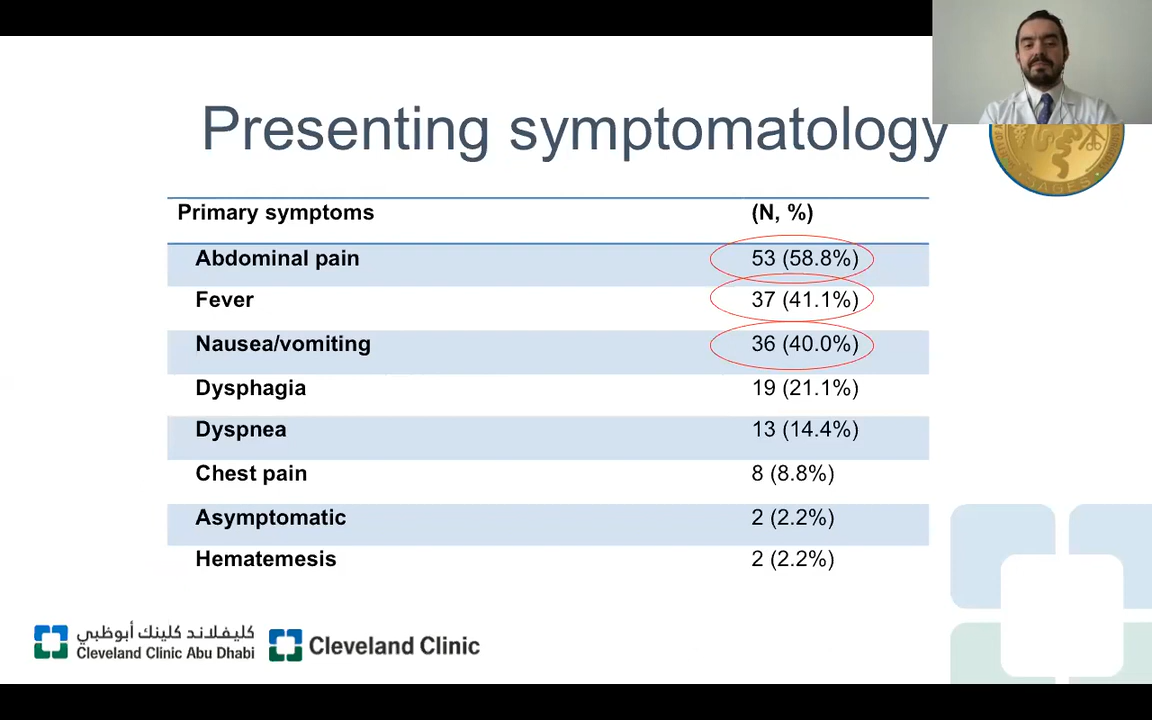 Presenting symptomatology
Primary symptoms (N, %)
Abdominal pain 53 (58.8%)
Fever 37 (41.1%)
Nausea/vomiting 36 (40.0%)
Dysphagia 19 (21.1%)
Dyspnea 13 (14.4%)
Chest pain 8 (8.8%)
Asymptomatic 2 (2.2%)
Hematemesis 2 (2.2%)
كليفلاند كلينك أبوظبي
Cleveland Clinic Abu Dhabi
Cleveland Clinic
SAGES